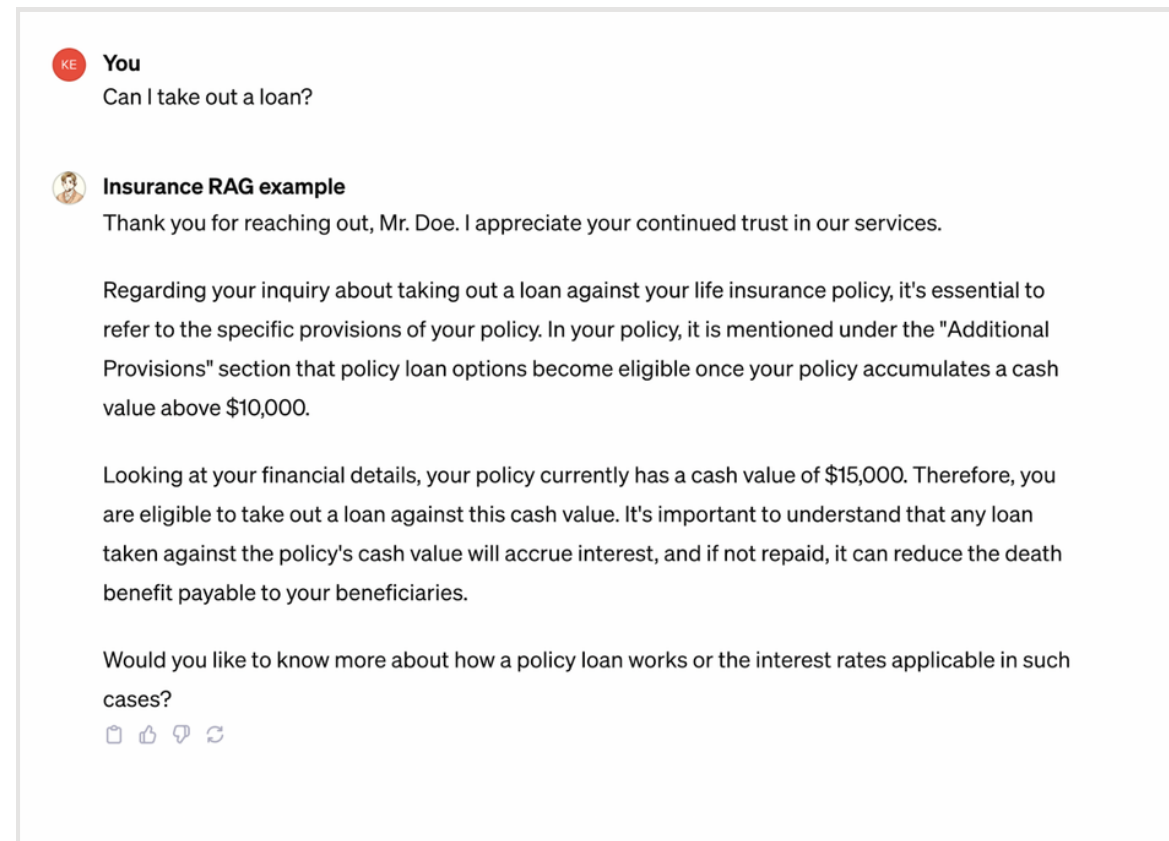 KE
You
Can I take out a loan?
Insurance RAG example
Thank you for reaching out, Mr. Doe. I appreciate your continued trust in our services.
Regarding your inquiry about taking out a loan against your life insurance policy, it's essential to
refer to the specific provisions of your policy. In your policy, it is mentioned under the "Additional
Provisions" section that policy loan options become eligible once your policy accumulates a cash
value above $10,000.
Looking at your financial details, your policy currently has a cash value of $15,000. Therefore, you
are eligible to take out a loan against this cash value. It's important to understand that any loan
taken against the policy's cash value will accrue interest, and if not repaid, it can reduce the death
benefit payable to your beneficiaries.
Would you like to know more about how a policy loan works or the interest rates applicable in such
cases?